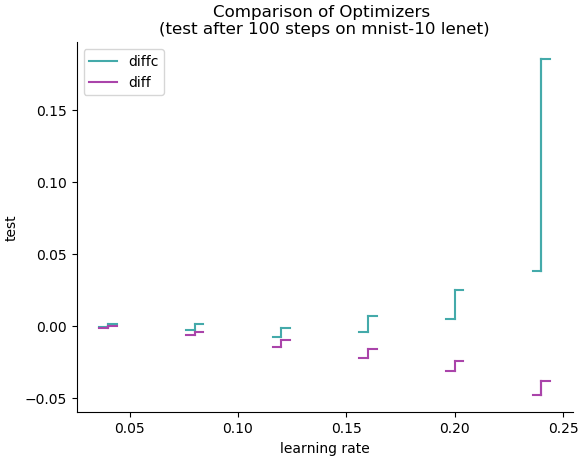 Comparison of Optimizers
(test after 100 steps on mnist-10 lenet)
diffc
diff
test
0.15
0.10
0.05
0.00
−0.05
0.05
0.10
0.15
0.20
0.25
learning rate